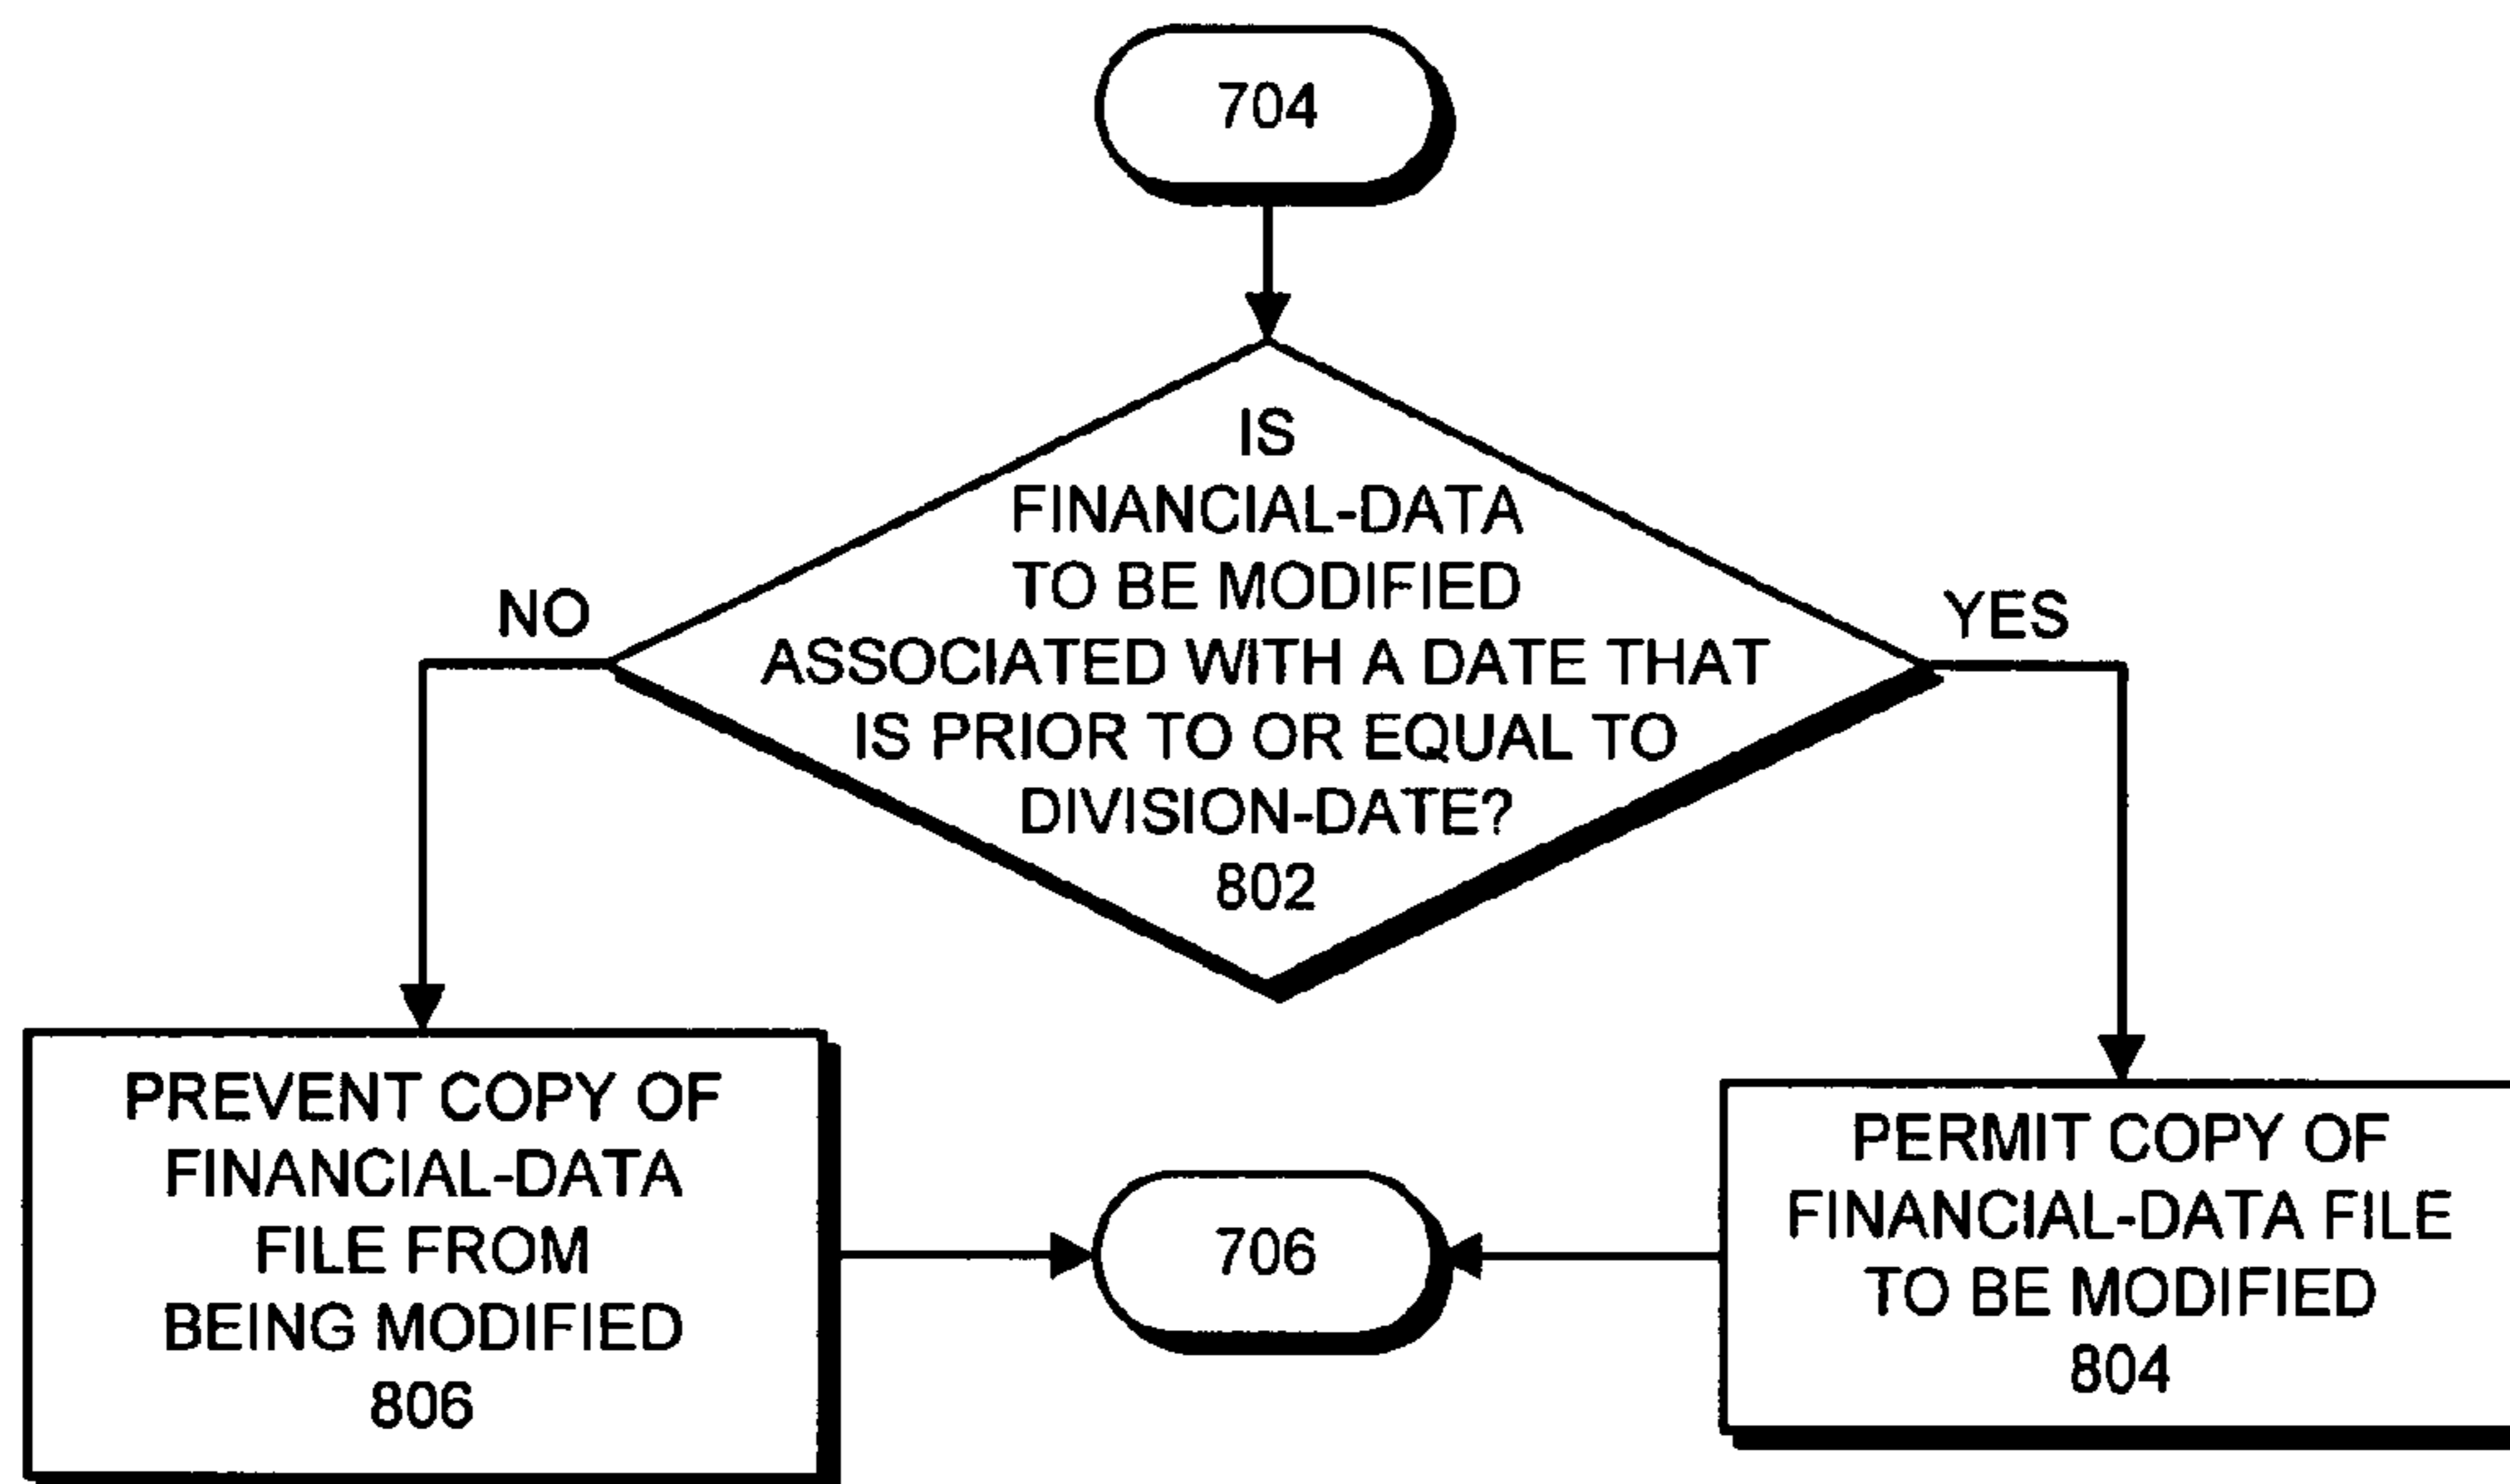 704
IS
FINANCIAL-DATA
TO BE MODIFIED
ASSOCIATED WITH A DATE THAT
IS PRIOR TO OR EQUAL TO
DIVISION-DATE?
802
NO
YES
PREVENT COPY OF
FINANCIAL-DATA
FILE FROM
BEING MODIFIED
806
706
PERMIT COPY OF
FINANCIAL-DATA FILE
TO BE MODIFIED
804